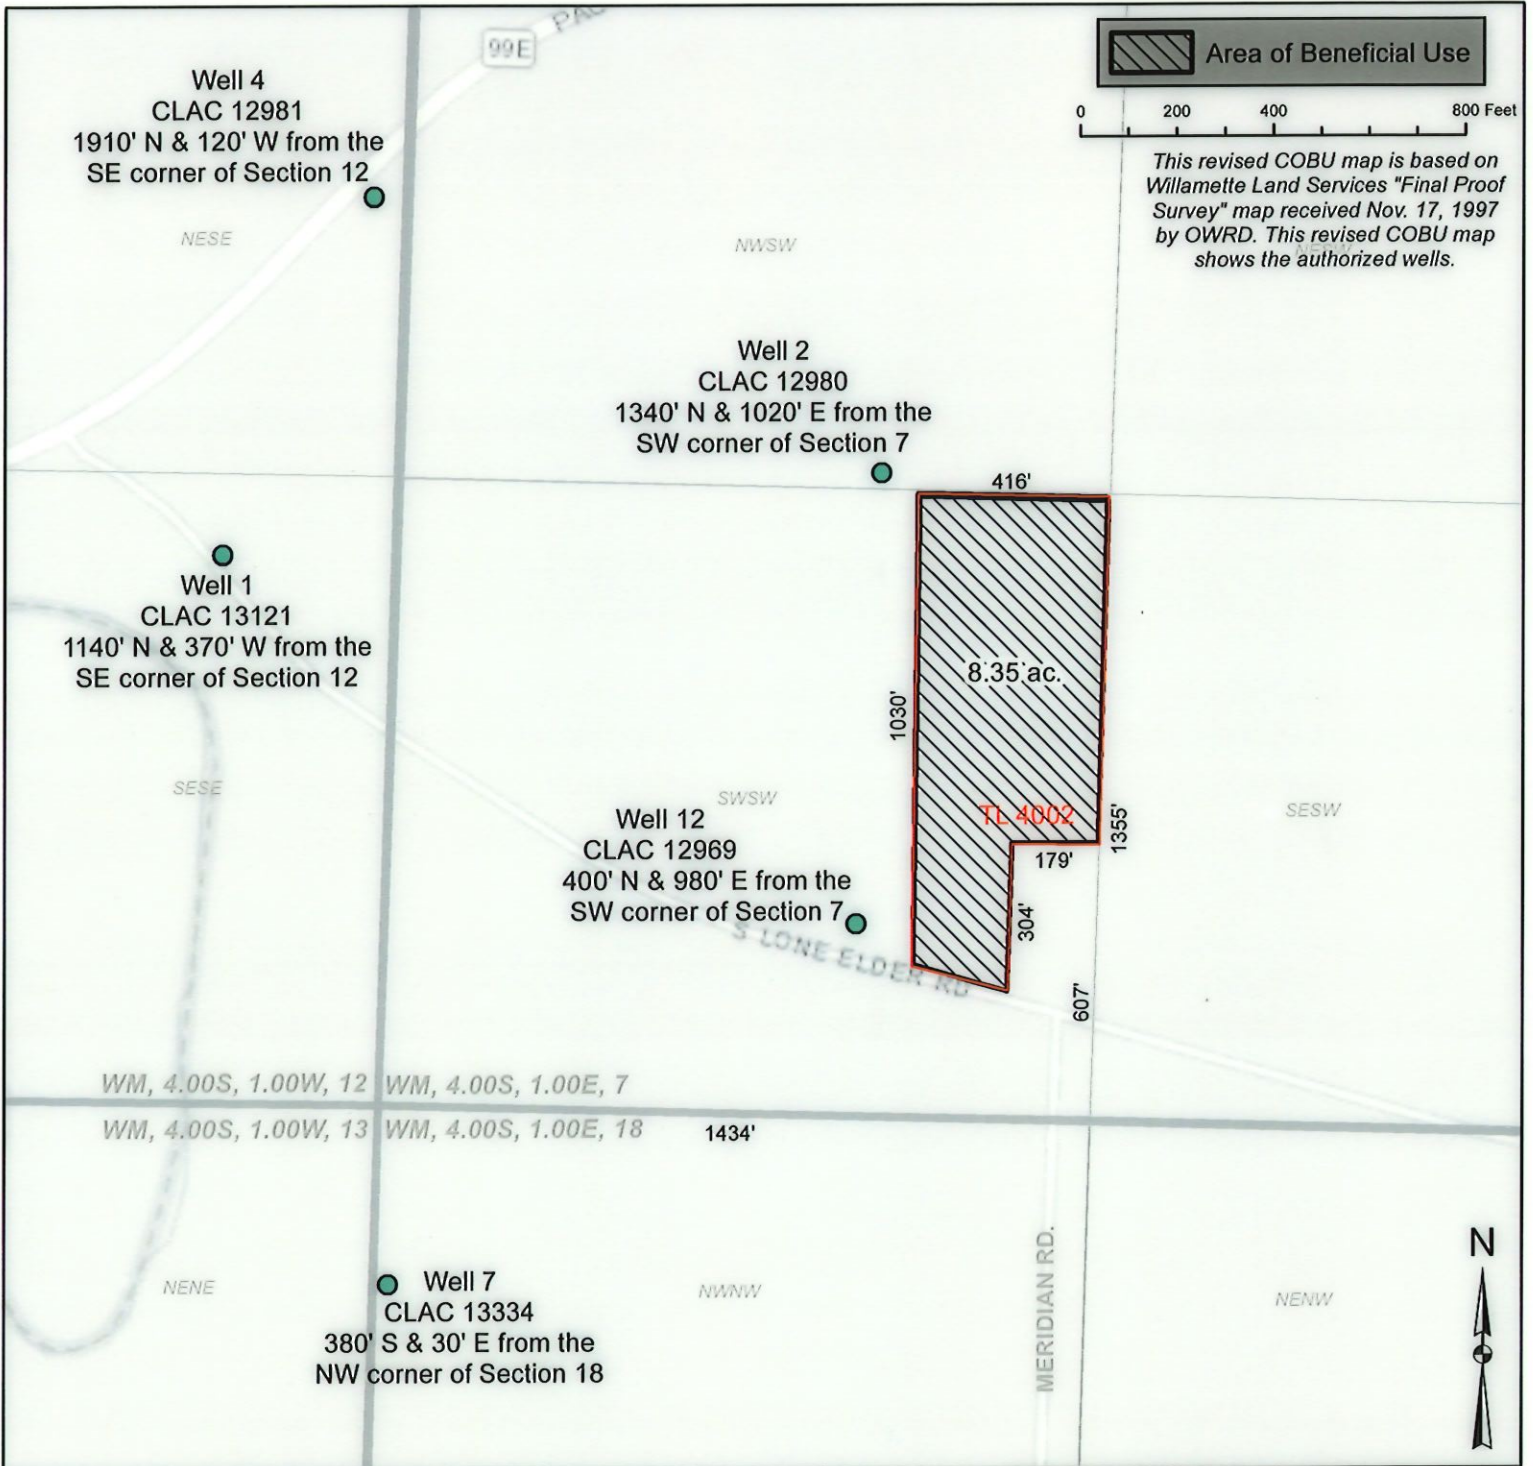 99E
PAC
Area of Beneficial Use
0 200 400 800 Feet
This revised COBU map is based on
Willamette Land Services "Final Proof
Survey" map received Nov. 17, 1997
by OWRD. This revised COBU map
shows the authorized wells.
Well 4
CLAC 12981
1910' N & 120' W from the
SE corner of Section 12
NESE
NWSW
NESW
Well 2
CLAC 12980
1340' N & 1020' E from the
SW corner of Section 7
416'
Well 1
CLAC 13121
1140' N & 370' W from the
SE corner of Section 12
8.35 ac.
1030'
SESE
SWSW
SESW
TL 4002
1355'
179'
304'
Well 12
CLAC 12969
400' N & 980' E from the
SW corner of Section 7
S LONE ELDER RD
607'
WM, 4.00S, 1.00W, 12
WM, 4.00S, 1.00E, 7
WM, 4.00S, 1.00W, 13
WM, 4.00S, 1.00E, 18
1434'
MERIDIAN RD.
N
NENE
Well 7
CLAC 13334
380' S & 30' E from the
NW corner of Section 18
NWNW
NENW